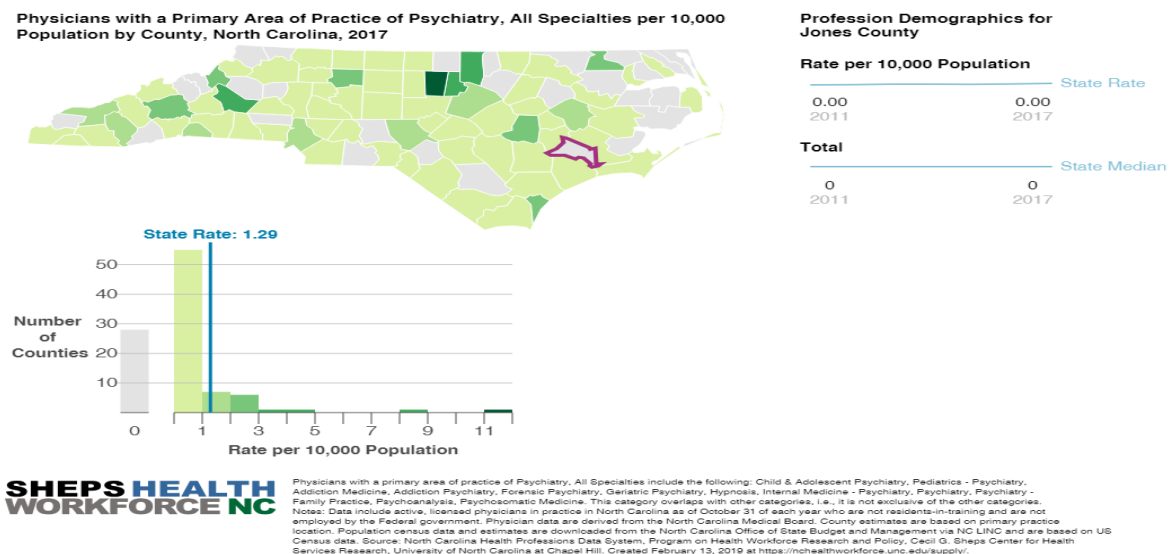 Physicians with a Primary Area of Practice of Psychiatry, All Specialties per 10,000
Population by County, North Carolina, 2017
Profession Demographics for
Jones County
Rate per 10,000 Population
State Rate
0.00
0.00
2011
2017
Total
State Median
0
0
2011
2017
State Rate: 1.29
50
40
30
20
10
Number
of
Counties
0
1
3
5
7
9
11
Rate per 10,000 Population
SHEPS HEALTH
WORKFORCE NC
Physicians with a primary area of practice of Psychiatry, All Specialties include the following: Child & Adolescent Psychiatry, Pediatrics - Psychiatry,
Addiction Medicine, Addiction Psychiatry, Forensic Psychiatry, Geriatric Psychiatry, Hypnosis, Internal Medicine - Psychiatry, Psychiatry, Psychiatry -
Family Practice, Psychoanalysis, Psychosomatic Medicine. This category overlaps with other categories, i.e., it is not exclusive of the other categories.
Notes: Data include active, licensed physicians in practice in North Carolina as of October 31 of each year who are not residents-in-training and are not
employed by the Federal government. Physician data are derived from the North Carolina Medical Board. County estimates are based on primary practice
location. Population census data and estimates are downloaded from the North Carolina Office of State Budget and Management via NC LINC and are based on US
Census data. Source: North Carolina Health Professions Data System, Program on Health Workforce Research and Policy, Cecil G. Sheps Center for Health
Services Research, University of North Carolina at Chapel Hill. Created February 13, 2019 at https://nchealthworkforce.unc.edu/supply/.